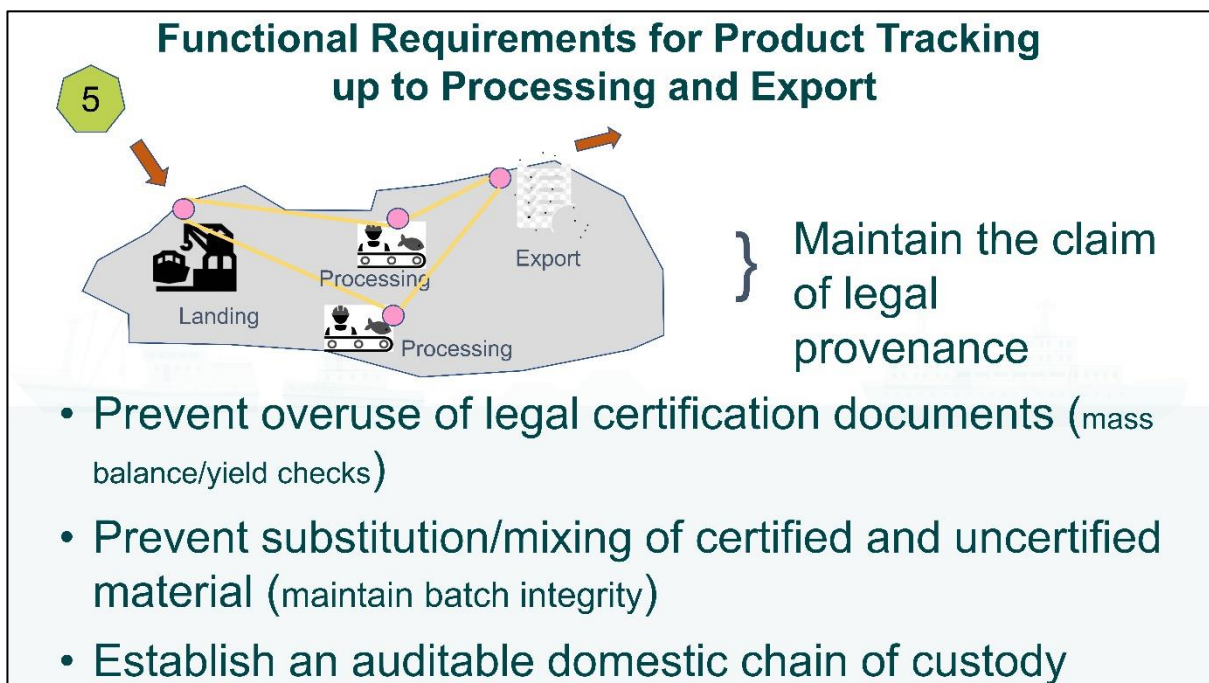 Functional Requirements for Product Tracking
up to Processing and Export
5
Processing
Export
Landing
Processing
} Maintain the claim
of legal
provenance
• Prevent overuse of legal certification documents (mass
balance/yield checks)
• Prevent substitution/mixing of certified and uncertified
material (maintain batch integrity)
• Establish an auditable domestic chain of custody